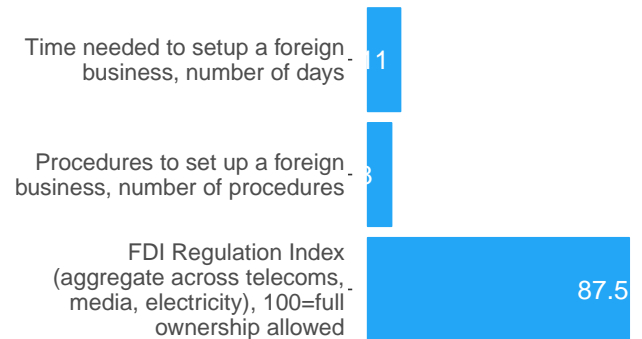 Time needed to setup a foreign
business, number of days
11
Procedures to set up a foreign
business, number of procedures
8
FDI Regulation Index
(aggregate across telecoms,
media, electricity), 100=full
ownership allowed
87.5